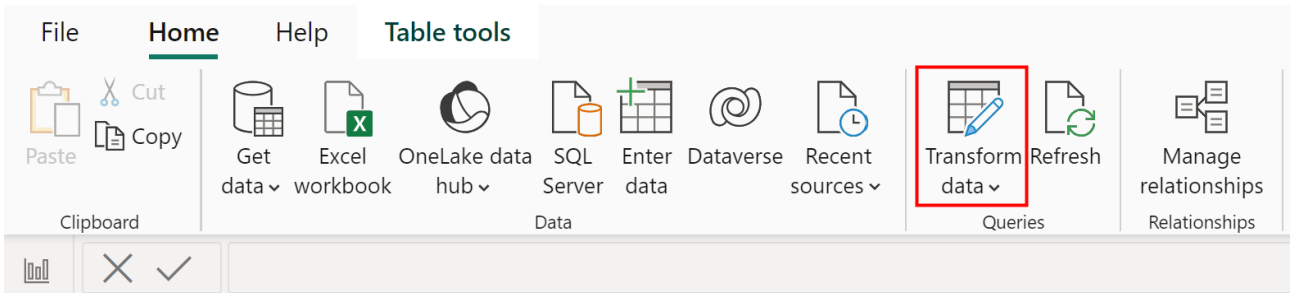 File Home Help Table tools
Paste
Cut
Copy
Clipboard
Get
data
Excel
workbook
OneLake data
hub
SQL
Server
Enter
data
Dataverse
Recent
sources
Data
Transform
data
Refresh
Queries
Manage
relationships
Relationships